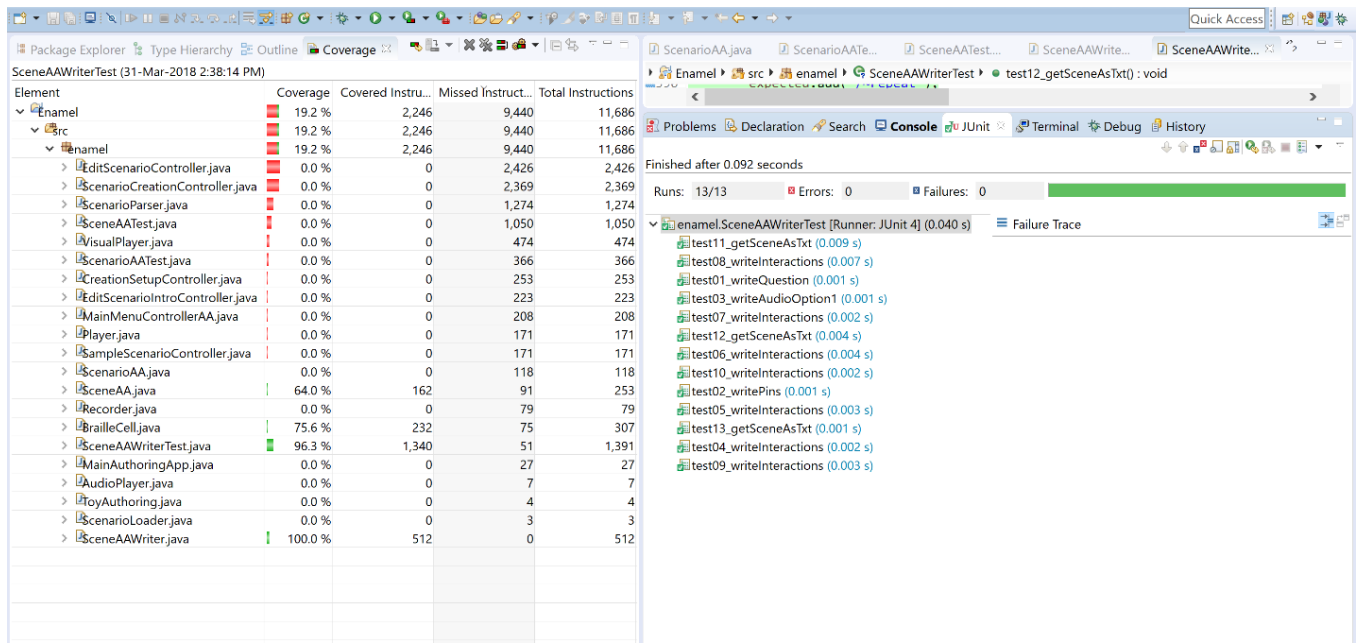 Quick Access
Package Explorer Type Hierarchy Outline Coverage
SceneAAWriterTest (31-Mar-2018 2:38:14 PM)
Element Coverage Covered Instru... Missed Instruct... Total Instructions
Enamel 19.2 % 2,246 9,440 11,686
src 19.2 % 2,246 9,440 11,686
enamel 19.2 % 2,246 9,440 11,686
EditScenarioController.java 0.0 % 0 2,426 2,426
ScenarioCreationController.java 0.0 % 0 2,369 2,369
ScenarioParser.java 0.0 % 0 1,274 1,274
SceneAATest.java 0.0 % 0 1,050 1,050
VisualPlayer.java 0.0 % 0 474 474
ScenarioAATest.java 0.0 % 0 366 366
CreationSetupController.java 0.0 % 0 253 253
EditScenarioIntroController.java 0.0 % 0 223 223
MainMenuControllerAA.java 0.0 % 0 208 208
Player.java 0.0 % 0 171 171
SampleScenarioController.java 0.0 % 0 171 171
ScenarioAA.java 0.0 % 0 118 118
SceneAA.java 64.0 % 162 91 253
Recorder.java 0.0 % 0 79 79
BrailleCell.java 75.6 % 232 75 307
SceneAAWriterTest.java 96.3 % 1,340 51 1,391
MainAuthoringApp.java 0.0 % 0 27 27
AudioPlayer.java 0.0 % 0 7 7
ToyAuthoring.java 0.0 % 0 4 4
ScenarioLoader.java 0.0 % 0 3 3
SceneAAWriter.java 100.0 % 512 0 512
ScenarioAA.java ScenarioAATe... SceneAATest.... SceneAAWrite... SceneAAWrite...
Enamel src enamel SceneAAWriterTest test12_getSceneAsTxt() : void
Problems Declaration Search Console JUnit Terminal Debug History
Finished after 0.092 seconds
Runs: 13/13 Errors: 0 Failures: 0
enamel.SceneAAWriterTest [Runner: JUnit 4] (0.040 s) Failure Trace
test11_getSceneAsTxt (0.009 s)
test08_writeInteractions (0.007 s)
test01_writeQuestion (0.001 s)
test03_writeAudioOption1 (0.001 s)
test07_writeInteractions (0.002 s)
test12_getSceneAsTxt (0.004 s)
test06_writeInteractions (0.004 s)
test10_writeInteractions (0.002 s)
test02_writePins (0.001 s)
test05_writeInteractions (0.003 s)
test13_getSceneAsTxt (0.001 s)
test04_writeInteractions (0.002 s)
test09_writeInteractions (0.003 s)